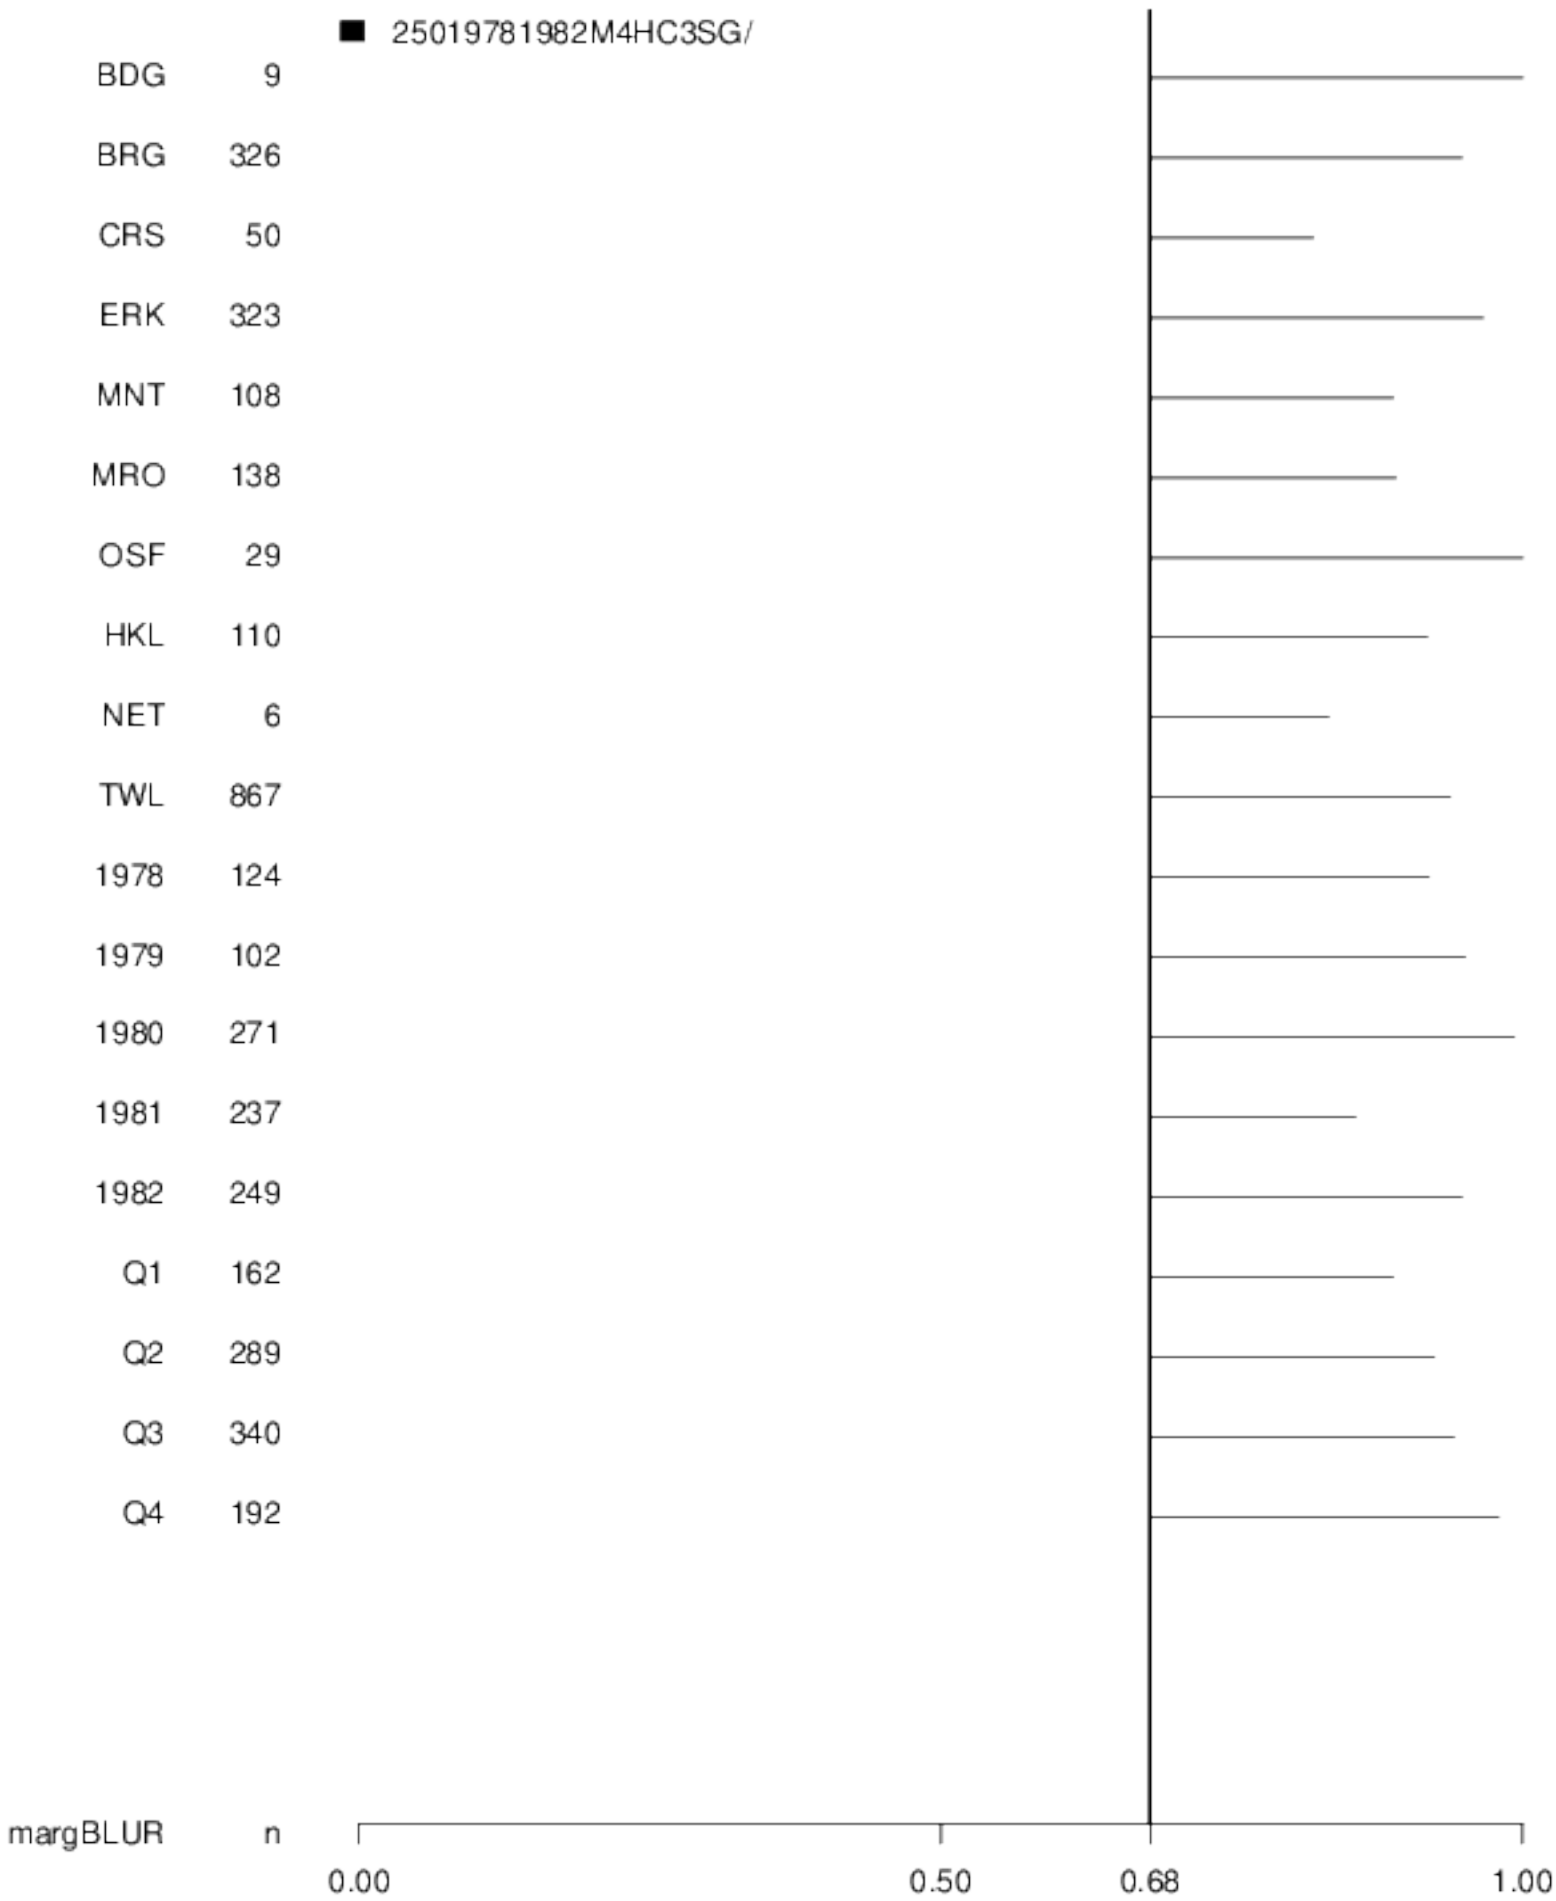 25019781982M4HC3SG/
BDG 9
BRG 326
CRS 50
ERK 323
MNT 108
MRO 138
OSF 29
HKL 110
NET 6
TWL 867
1978 124
1979 102
1980 271
1981 237
1982 249
Q1 162
Q2 289
Q3 340
Q4 192
margBLUR n
0.00 0.50 0.68 1.00